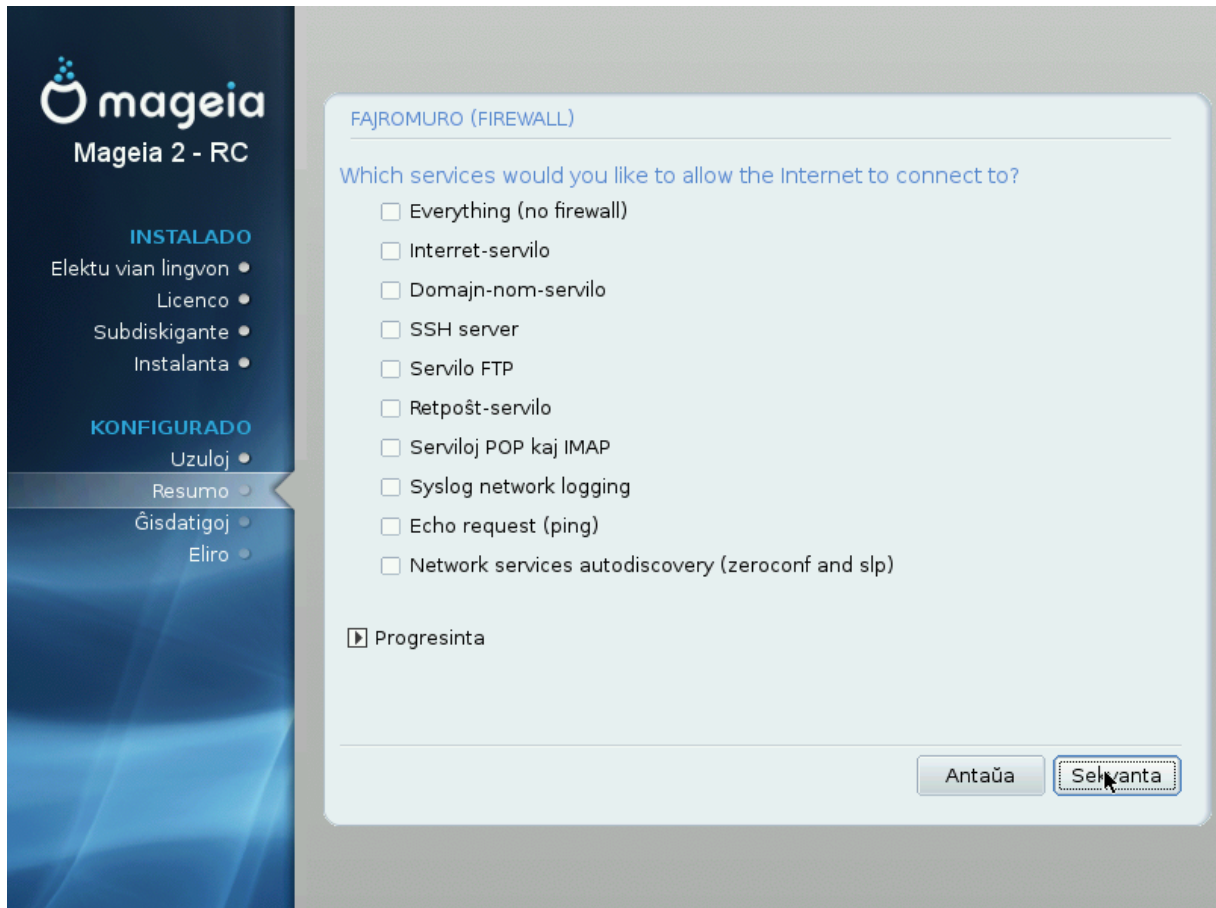 mageia
Mageia 2 - RC
INSTALADO
Elektu vian lingvon
Licenco
Subdiskigante
Instalanta
KONFIGURADO
Uzuloj
Resumo
Ĝisdatigoj
Eliro
FAJROMURO (FIREWALL)
Which services would you like to allow the Internet to connect to?
Everything (no firewall)
Interret-servilo
Domajn-nom-servilo
SSH server
Servilo FTP
Retpoŝt-servilo
Serviloj POP kaj IMAP
Syslog network logging
Echo request (ping)
Network services autodiscovery (zeroconf and slp)
Progresinta
Antaŭa
Sekvanta